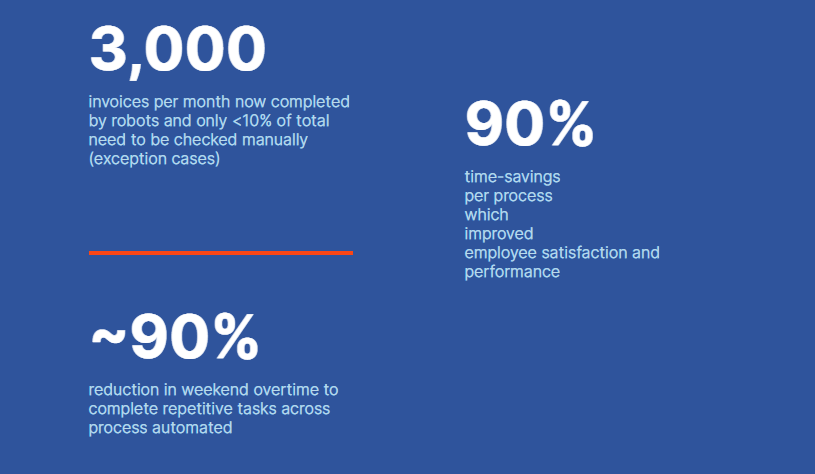 3,000
invoices per month now completed
by robots and only <10% of total
need to be checked manually
(exception cases)
~90%
reduction in weekend overtime to
complete repetitive tasks across
process automated
90%
time-savings
per process
which
improved
employee satisfaction and
performance